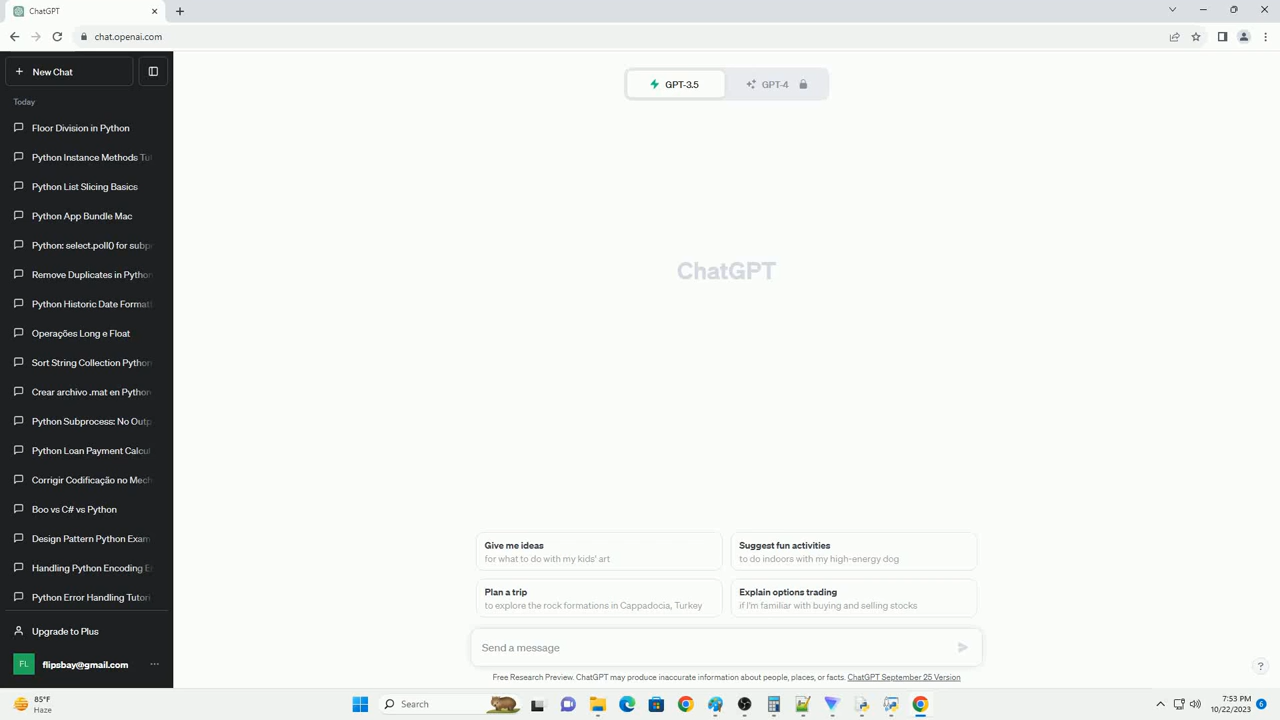 ChatGPT
chat.openai.com
New Chat
GPT-3.5
GPT-4
Today
Floor Division in Python
Python Instance Methods Tut
Python List Slicing Basics
Python App Bundle Mac
Python: select.poll() for subpr
Remove Duplicates in Python
Python Historic Date Formatt
Operações Long e Float
Sort String Collection Python
Crear archivo .mat en Python
Python Subprocess: No Outp
Python Loan Payment Calcul
Corrigir Codificação no Mech
Boo vs C# vs Python
Design Pattern Python Exam
Handling Python Encoding Er
Python Error Handling Tutori
Upgrade to Plus
FL
flipsbay@gmail.com
ChatGPT
Give me ideas
for what to do with my kids' art
Suggest fun activities
to do indoors with my high-energy dog
Plan a trip
to explore the rock formations in Cappadocia, Turkey
Explain options trading
if I'm familiar with buying and selling stocks
Send a message
Free Research Preview. ChatGPT may produce inaccurate information about people, places, or facts. ChatGPT September 25 Version
?
85°F
Haze
Search
7:53 PM
10/22/2023
6